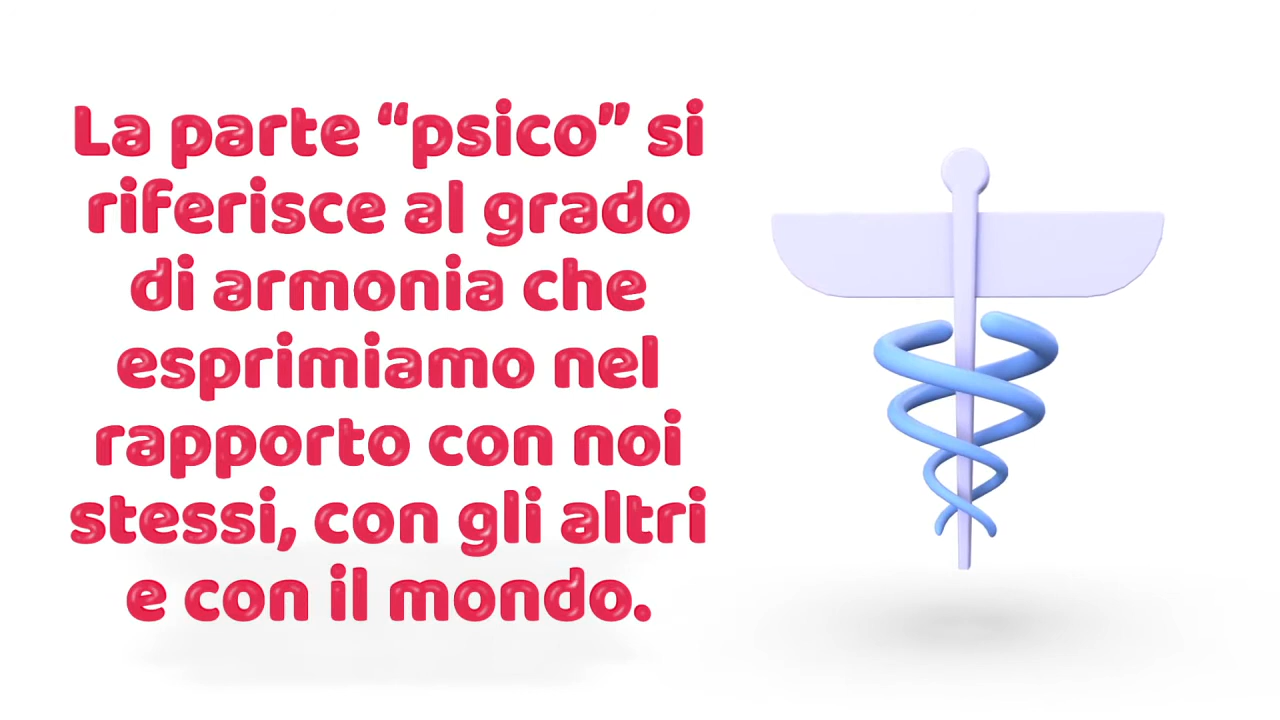 La parte “psico” si
riferisce al grado
di armonia che
esprimiamo nel
rapporto con noi
stessi, con gli altri
e con il mondo.